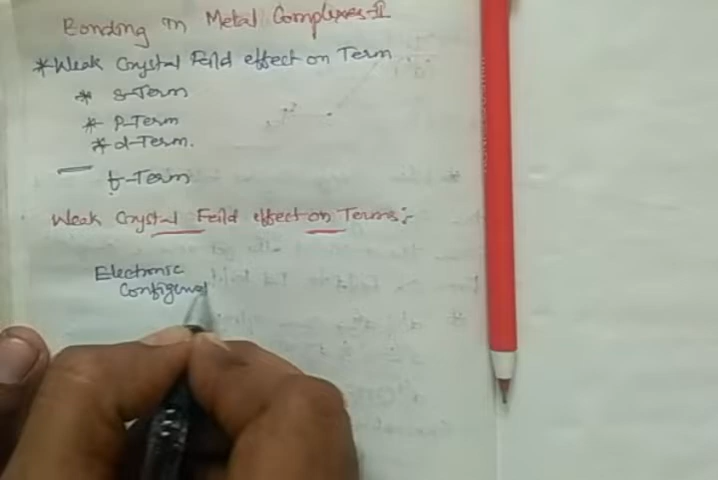 Bonding in Metal Complexes-II
*Weak Crystal Feild effect on Term
* s-Term
* P-Term
* d-Term.
f-Term
Weak Crystal Feild effect on Terms:-
Electronic
Configurat